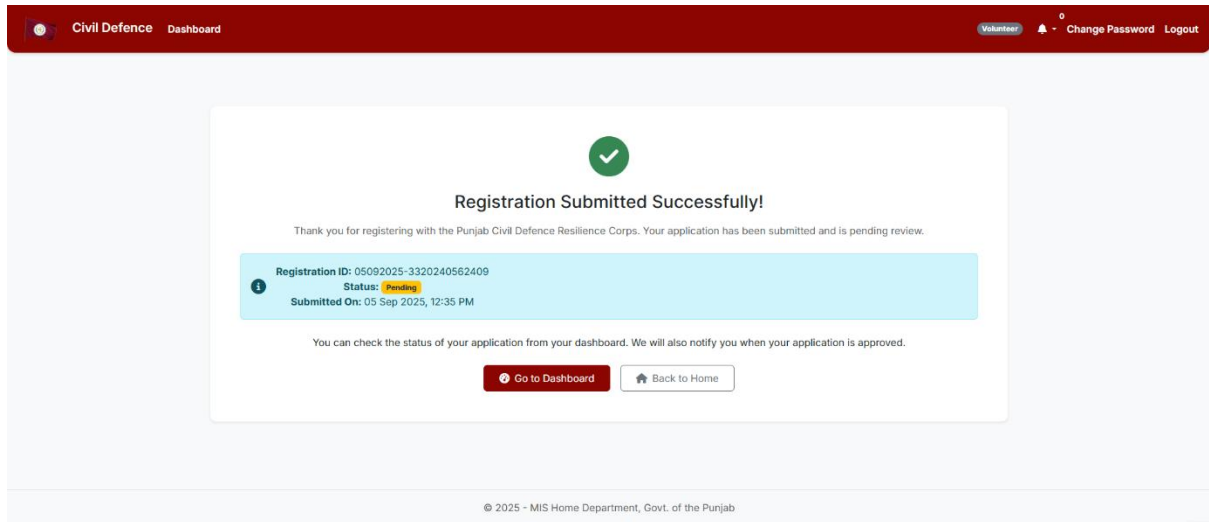 Civil Defence Dashboard Volunteer 0 Change Password Logout
Registration Submitted Successfully!
Thank you for registering with the Punjab Civil Defence Resilience Corps. Your application has been submitted and is pending review.
Registration ID: 05092025-3320240562409
Status: Pending
Submitted On: 05 Sep 2025, 12:35 PM
You can check the status of your application from your dashboard. We will also notify you when your application is approved.
Go to Dashboard Back to Home
© 2025 - MIS Home Department, Govt. of the Punjab